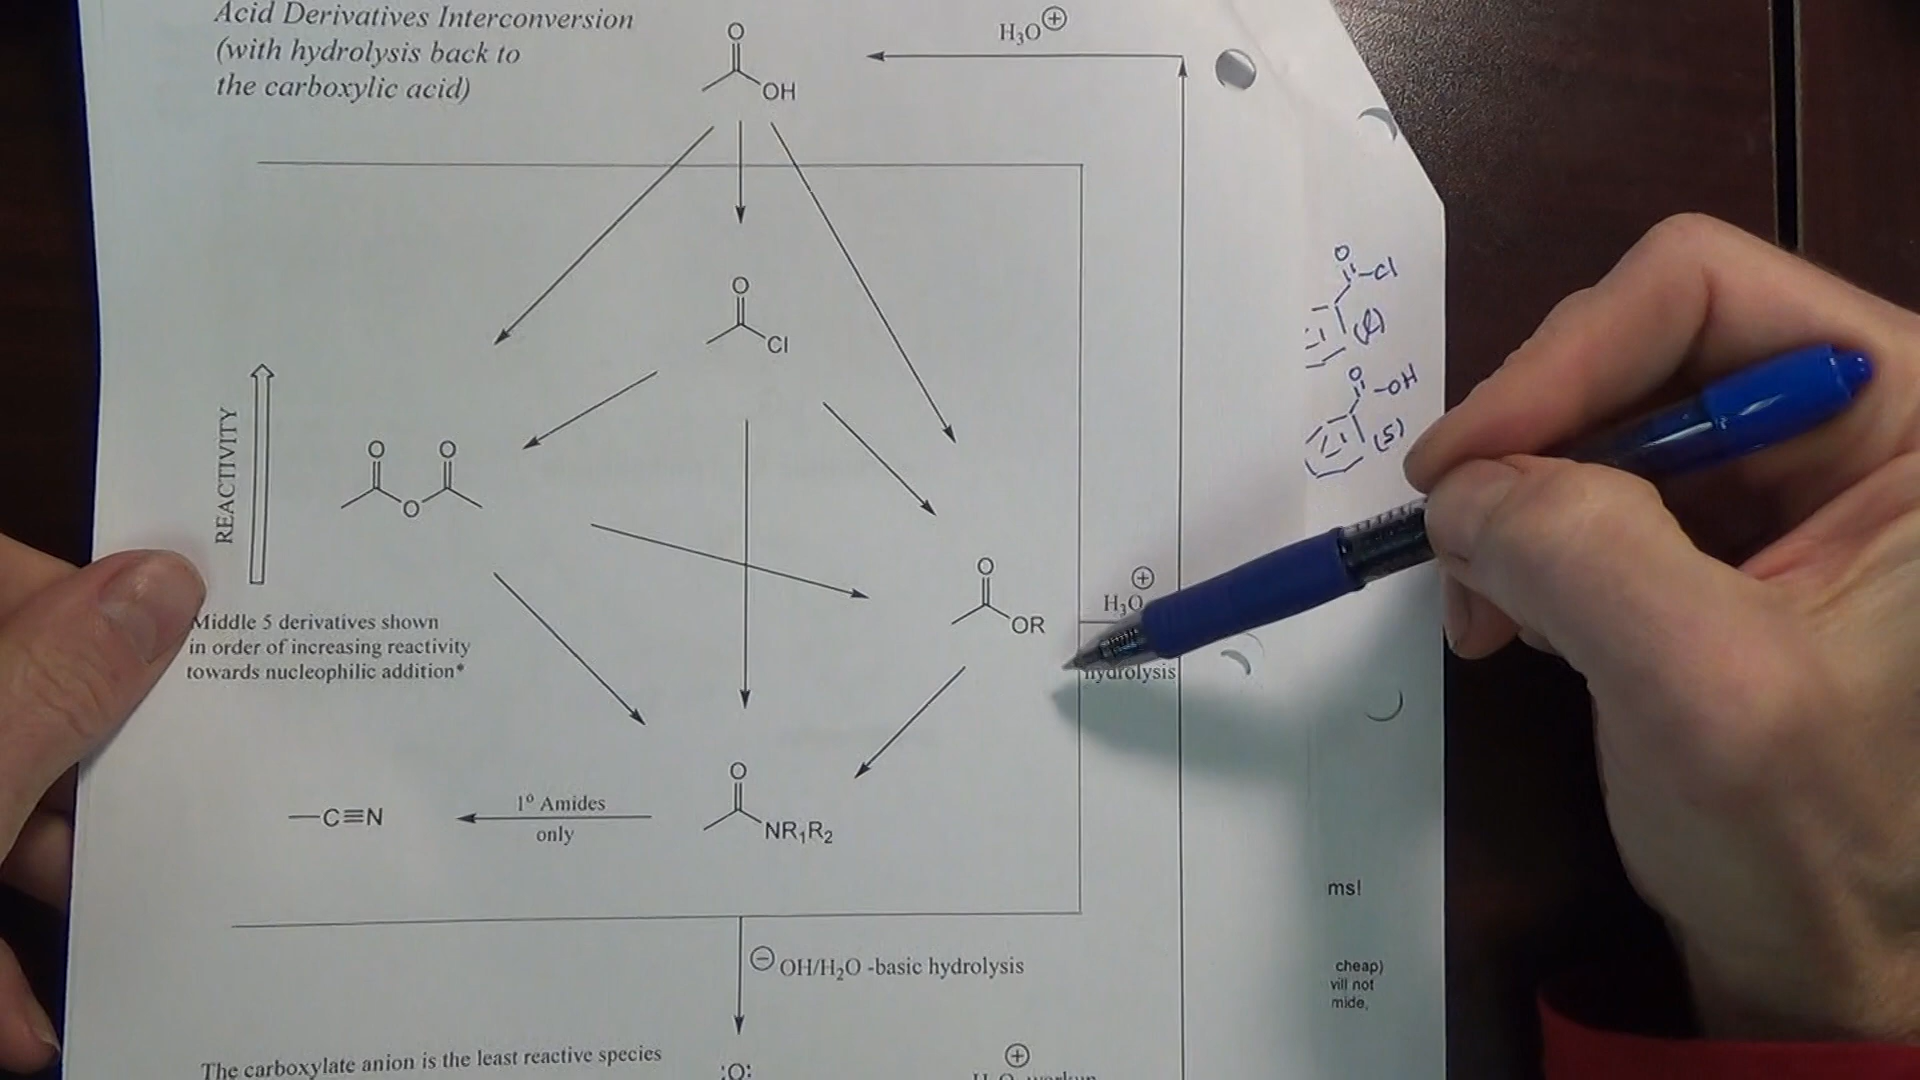 Acid Derivatives Interconversion
(with hydrolysis back to
the carboxylic acid)
O
OH
H₃O⊕
O
Cl
O
Cl
(l)
O
OH
(s)
REACTIVITY
O O
O
Middle 5 derivatives shown
in order of increasing reactivity
towards nucleophilic addition*
O
OR
⊕
H₃O
hydrolysis
O
NR₁R₂
1º Amides
only
—C≡N
ms!
cheap)
vill not
mide,
⊖OH/H₂O -basic hydrolysis
The carboxylate anion is the least reactive species
:O:
⊕